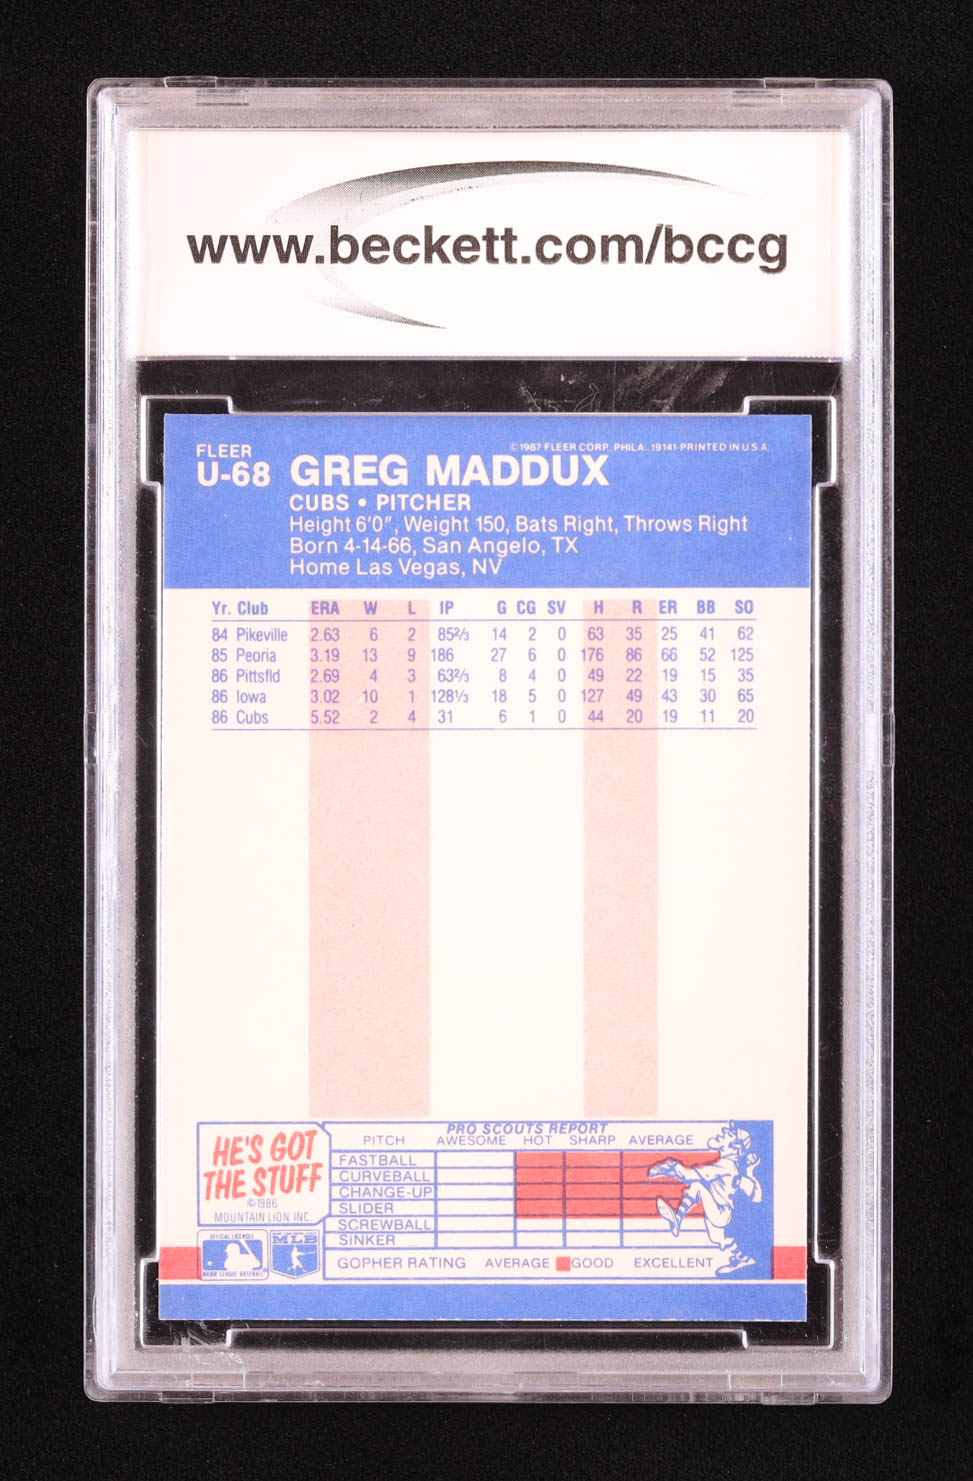 www.beckett.com/bccg
FLEER
U-68 GREG MADDUX
©1987 FLEER CORP. PHILA., 19141-PRINTED IN U S A
CUBS • PITCHER
Height 6'0", Weight 150, Bats Right, Throws Right
Born 4-14-66, San Angelo, TX
Home Las Vegas, NV
Yr. Club ERA W L IP G CG SV H R ER BB SO
84 Pikeville 2.63 6 2 85⅔ 14 2 0 63 35 25 41 62
85 Peoria 3.19 13 9 186 27 6 0 176 86 66 52 125
86 Pittsfld 2.69 4 3 63⅔ 8 4 0 49 22 19 15 35
86 Iowa 3.02 10 1 128⅓ 18 5 0 127 49 43 30 65
86 Cubs 5.52 2 4 31 6 1 0 44 20 19 11 20
HE'S GOT
THE STUFF
©1986
MOUNTAIN LION, INC.
PRO SCOUTS REPORT
PITCH AWESOME HOT SHARP AVERAGE
FASTBALL
CURVEBALL
CHANGE-UP
SLIDER
SCREWBALL
SINKER
GOPHER RATING AVERAGE GOOD EXCELLENT
OFFICIAL LICENSEE
MAJOR LEAGUE BASEBALL
MLB